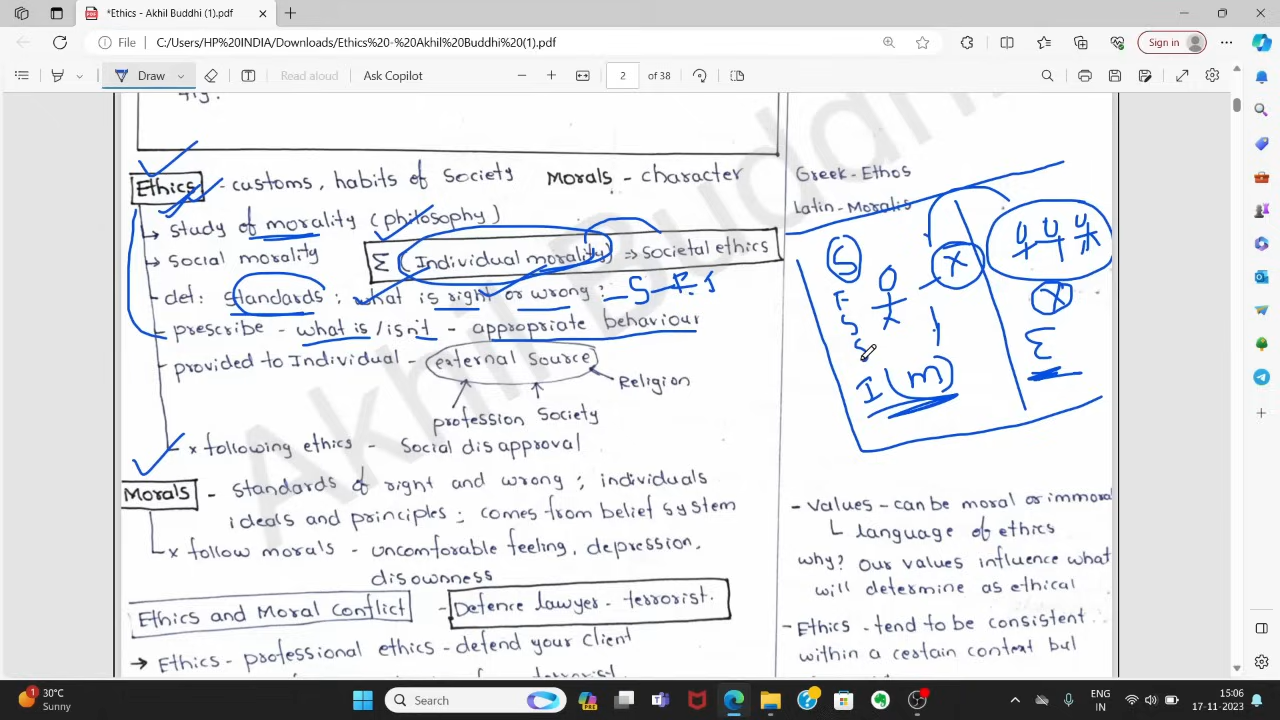 *Ethics - Akhil Buddhi (1).pdf
File C:/Users/HP%20INDIA/Downloads/Ethics%20-%20Akhil%20Buddhi%20(1).pdf
Sign in
Draw
Read aloud
Ask Copilot
2 of 38
fig.
Ethics - customs, habits of Society Morals - character
Study of morality (philosophy)
Social morality
Σ (Individual morality) ⇒ Societal ethics
def: standards ; what is right or wrong ;
prescribe - what is / isn't - appropriate behaviour
provided to Individual - external Source
Religion
profession Society
x following ethics - Social disapproval
Morals - standards of right and wrong ; individuals
ideals and principles ; comes from belief system
x follow morals - uncomforable feeling, depression,
disowness
Ethics and Moral conflict - Defence lawyer - terrorist.
→ Ethics - professional ethics - defend your client
Greek - Ethos
Latin - Moralis
S
F
S
S
I (m)
X
X
Σ
- Values - can be moral or immoral
language of ethics
why? Our values influence what
will determine as ethical
- Ethics - tend to be consistent
within a certain context but
Akhil Buddhi
1
30°C
Sunny
Search
ENG
IN
15:06
17-11-2023